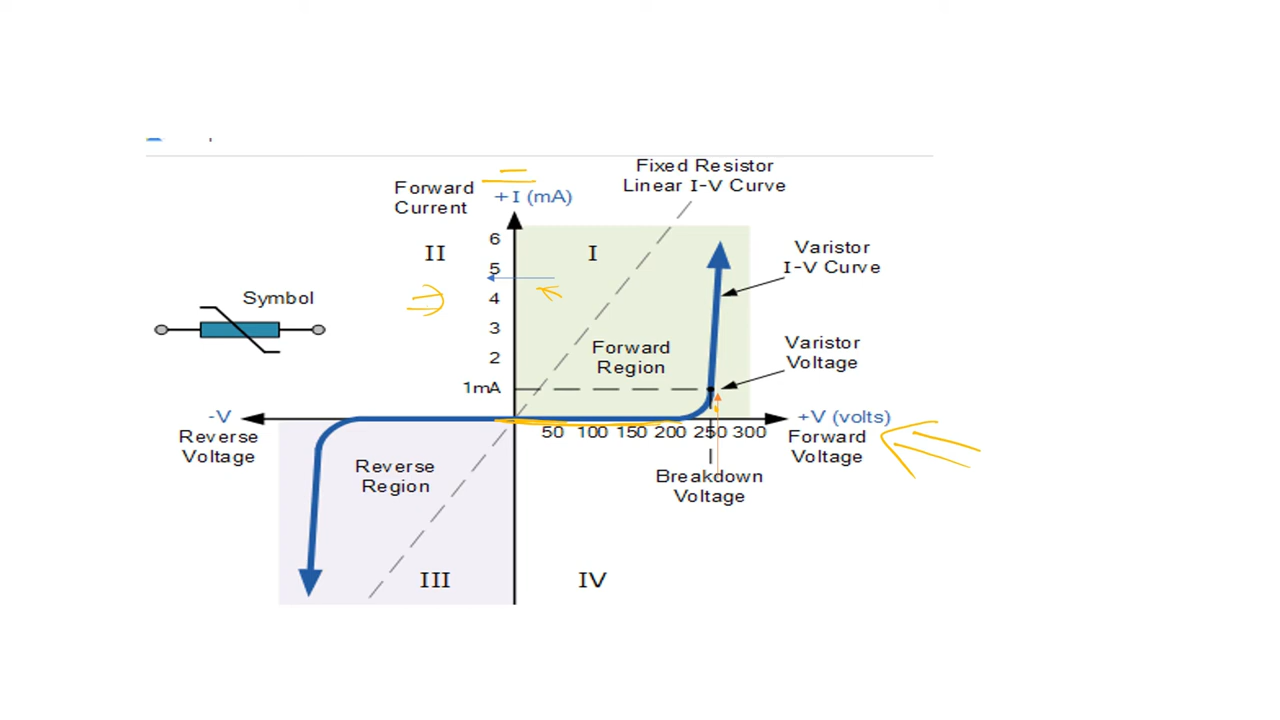 Fixed Resistor
Linear I-V Curve
Forward
Current
+ I (mA)
II
I
Varistor
I-V Curve
Symbol
6
5
4
3
2
1mA
Forward
Region
Varistor
Voltage
-V
Reverse
Voltage
50 100 150 200 250 300
+V (volts)
Forward
Voltage
Reverse
Region
Breakdown
Voltage
III
IV